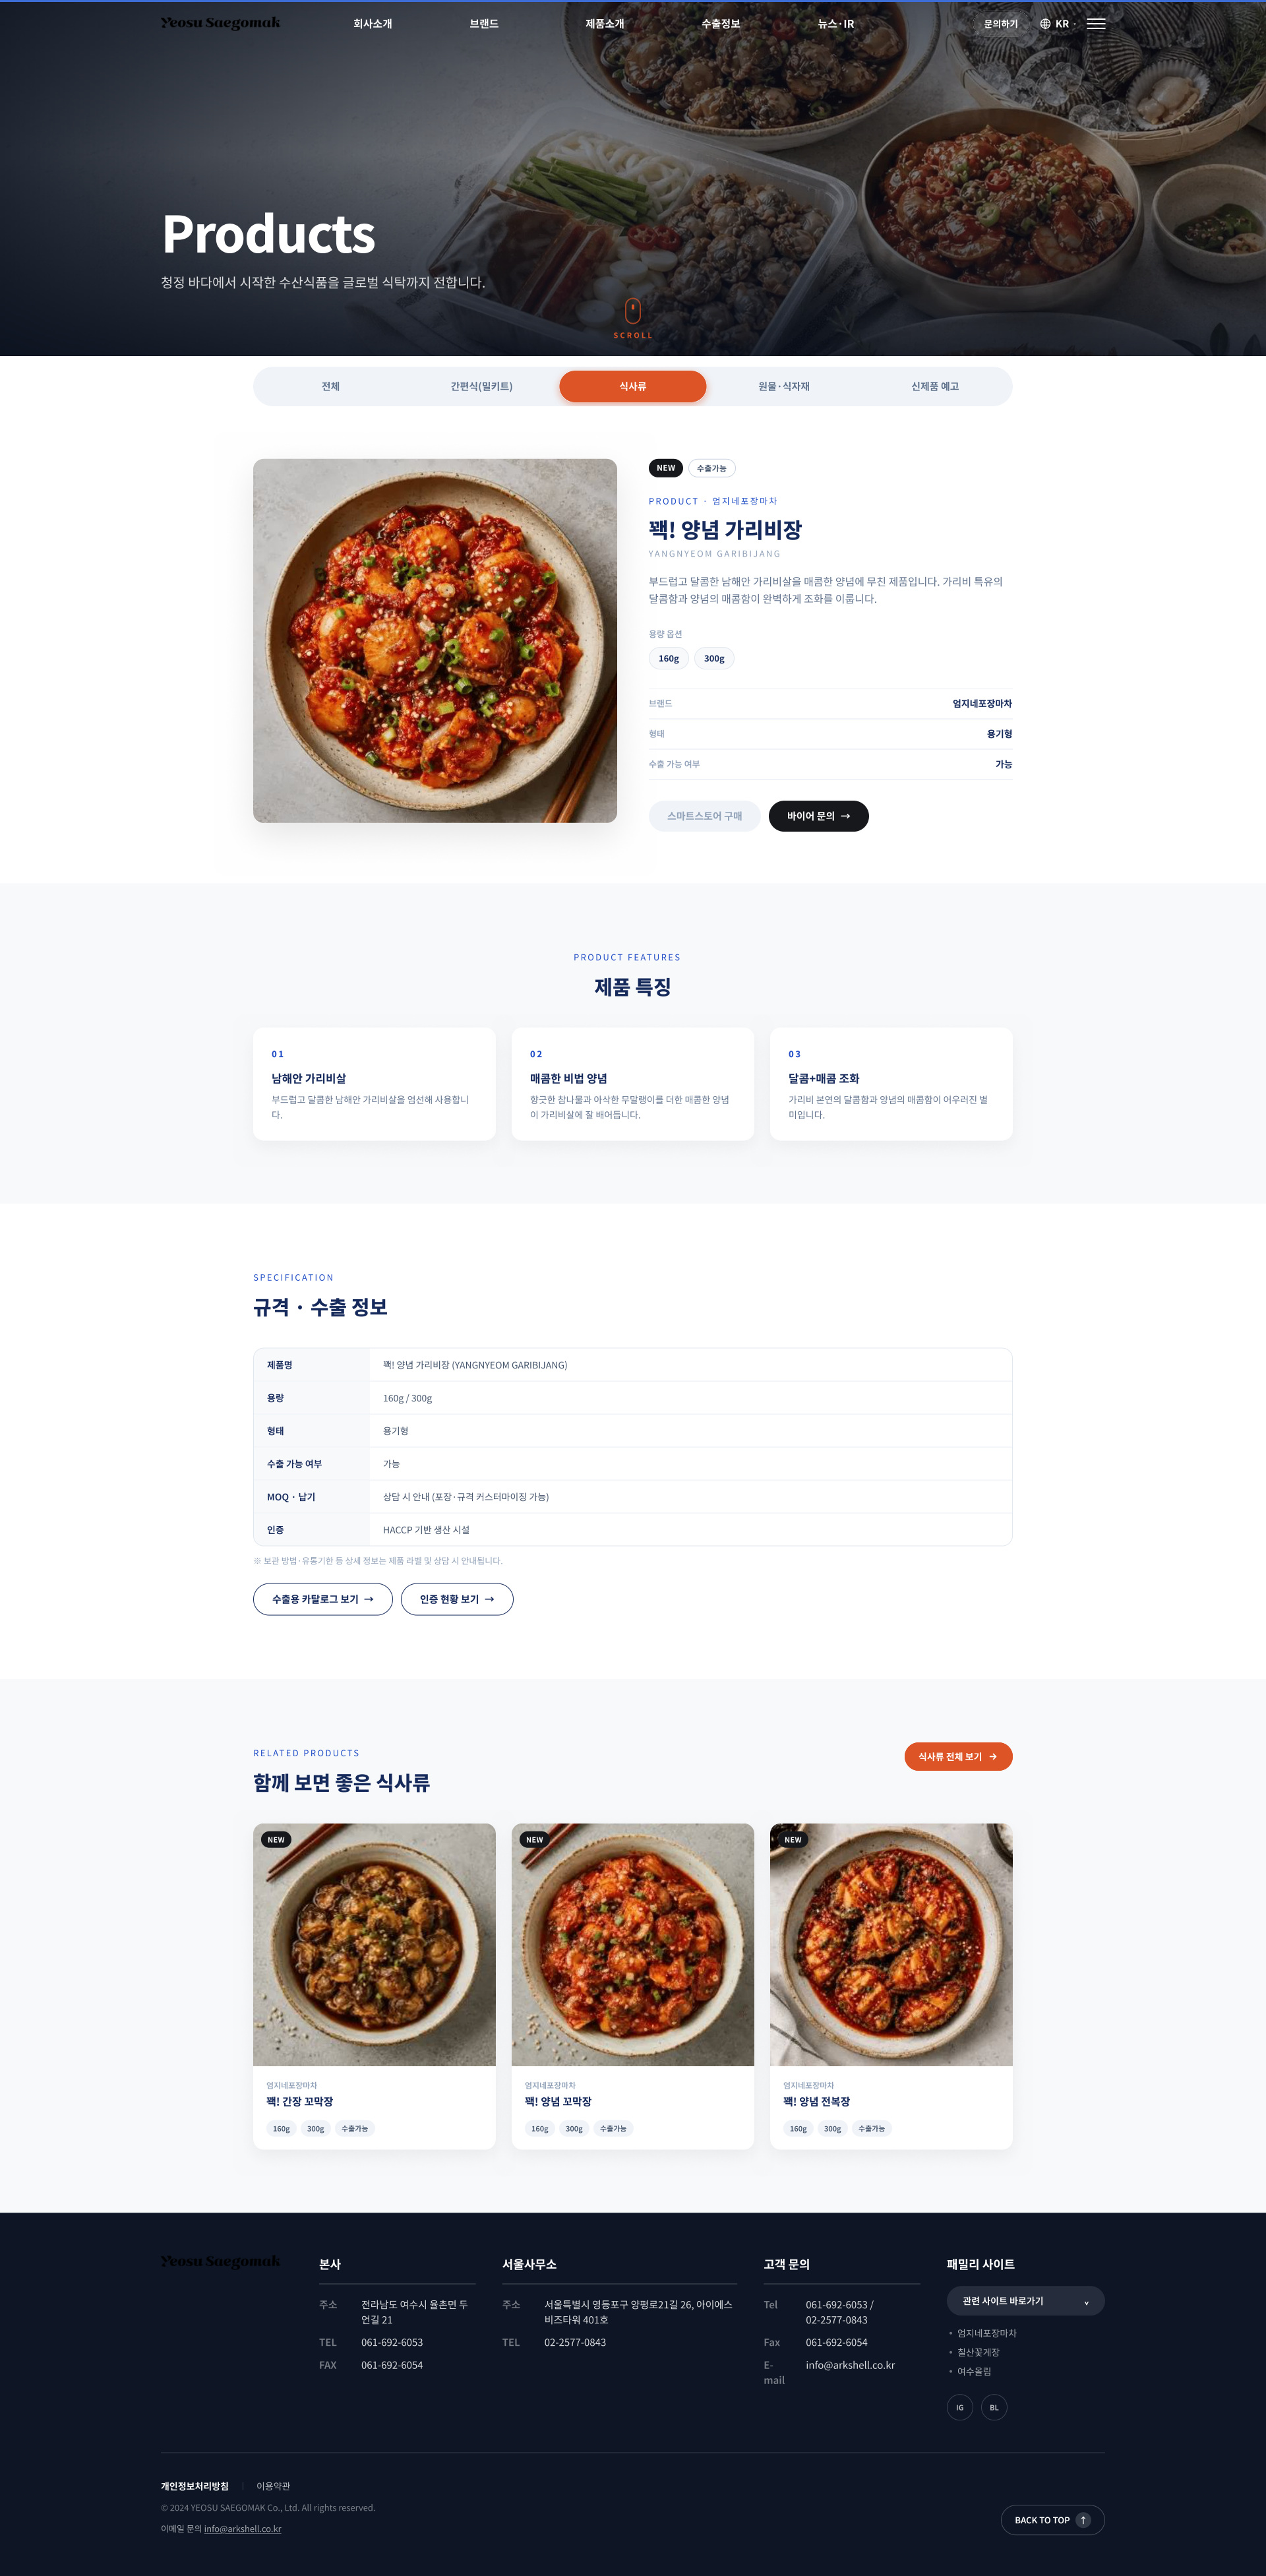 Yeosu Saegomak
회사소개 브랜드 제품소개 수출정보 뉴스·IR 문의하기 KR
Products
청정 바다에서 시작한 수산식품을 글로벌 식탁까지 전합니다.
SCROLL
전체 간편식(밀키트) 식사류 원물·식자재 신제품 예고
NEW 수출가능
PRODUCT · 엄지네포장마차
꽥! 양념 가리비장
YANGNYEOM GARIBIJANG
부드럽고 달콤한 남해안 가리비살을 매콤한 양념에 무친 제품입니다. 가리비 특유의
달콤함과 양념의 매콤함이 완벽하게 조화를 이룹니다.
용량 옵션
160g 300g
브랜드 엄지네포장마차
형태 용기형
수출 가능 여부 가능
스마트스토어 구매 바이어 문의 →
PRODUCT FEATURES
제품 특징
01
남해안 가리비살
부드럽고 달콤한 남해안 가리비살을 엄선해 사용합니
다.
02
매콤한 비법 양념
향긋한 참나물과 아삭한 무말랭이를 더한 매콤한 양념
이 가리비살에 잘 배어듭니다.
03
달콤+매콤 조화
가리비 본연의 달콤함과 양념의 매콤함이 어우러진 별
미입니다.
SPECIFICATION
규격 · 수출 정보
제품명 꽥! 양념 가리비장 (YANGNYEOM GARIBIJANG)
용량 160g / 300g
형태 용기형
수출 가능 여부 가능
MOQ · 납기 상담 시 안내 (포장·규격 커스터마이징 가능)
인증 HACCP 기반 생산 시설
※ 보관 방법·유통기한 등 상세 정보는 제품 라벨 및 상담 시 안내됩니다.
수출용 카탈로그 보기 → 인증 현황 보기 →
RELATED PRODUCTS
함께 보면 좋은 식사류
식사류 전체 보기 →
NEW
엄지네포장마차
꽥! 간장 꼬막장
160g 300g 수출가능
NEW
엄지네포장마차
꽥! 양념 꼬막장
160g 300g 수출가능
NEW
엄지네포장마차
꽥! 양념 전복장
160g 300g 수출가능
Yeosu Saegomak
본사
주소 전라남도 여수시 율촌면 두
언길 21
TEL 061-692-6053
FAX 061-692-6054
서울사무소
주소 서울특별시 영등포구 양평로21길 26, 아이에스
비즈타워 401호
TEL 02-2577-0843
고객 문의
Tel 061-692-6053 /
02-2577-0843
Fax 061-692-6054
E-
mail info@arkshell.co.kr
패밀리 사이트
관련 사이트 바로가기
엄지네포장마차
칠산꽃게장
여수올림
IG BL
개인정보처리방침 이용약관
© 2024 YEOSU SAEGOMAK Co., Ltd. All rights reserved.
이메일 문의 info@arkshell.co.kr
BACK TO TOP ↑